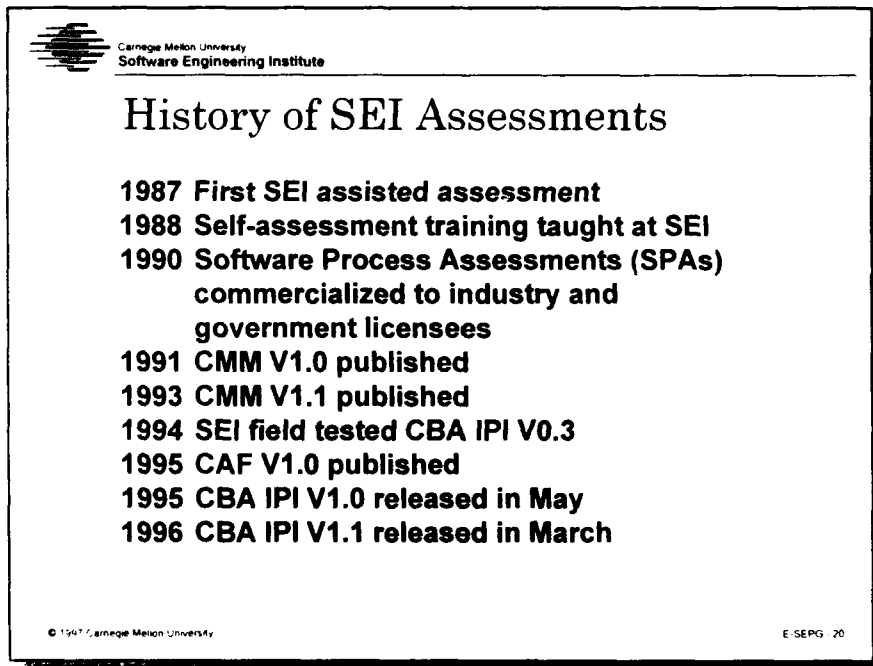 Carnegie Mellon University
Software Engineering Institute
History of SEI Assessments
1987 First SEI assisted assessment
1988 Self-assessment training taught at SEI
1990 Software Process Assessments (SPAs)
commercialized to industry and
government licensees
1991 CMM V1.0 published
1993 CMM V1.1 published
1994 SEI field tested CBA IPI V0.3
1995 CAF V1.0 published
1995 CBA IPI V1.0 released in May
1996 CBA IPI V1.1 released in March
© 1997 Carnegie Mellon University
E-SEPG - 20